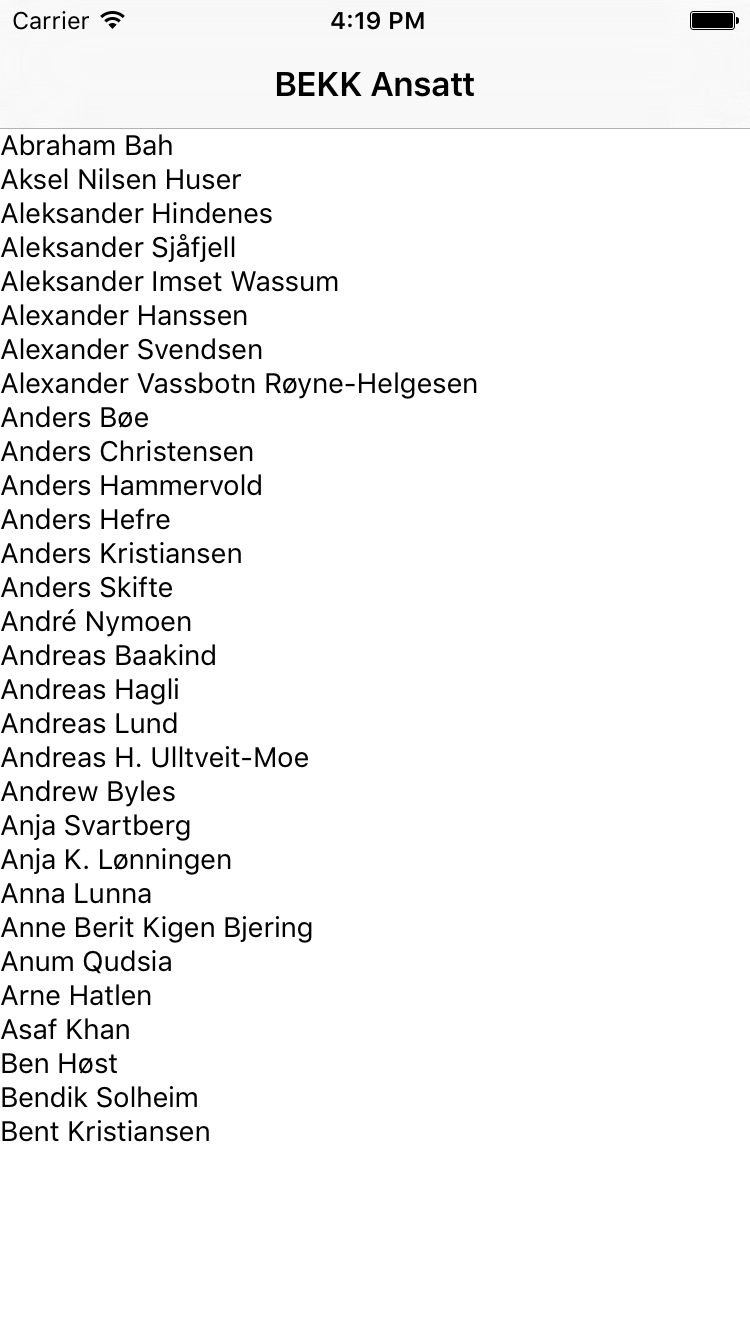 Carrier 4:19 PM
BEKK Ansatt
Abraham Bah
Aksel Nilsen Huser
Aleksander Hindenes
Aleksander Sjåfjell
Aleksander Imset Wassum
Alexander Hanssen
Alexander Svendsen
Alexander Vassbotn Røyne-Helgesen
Anders Bøe
Anders Christensen
Anders Hammervold
Anders Hefre
Anders Kristiansen
Anders Skifte
André Nymoen
Andreas Baakind
Andreas Hagli
Andreas Lund
Andreas H. Ulltveit-Moe
Andrew Byles
Anja Svartberg
Anja K. Lønningen
Anna Lunna
Anne Berit Kigen Bjering
Anum Qudsia
Arne Hatlen
Asaf Khan
Ben Høst
Bendik Solheim
Bent Kristiansen